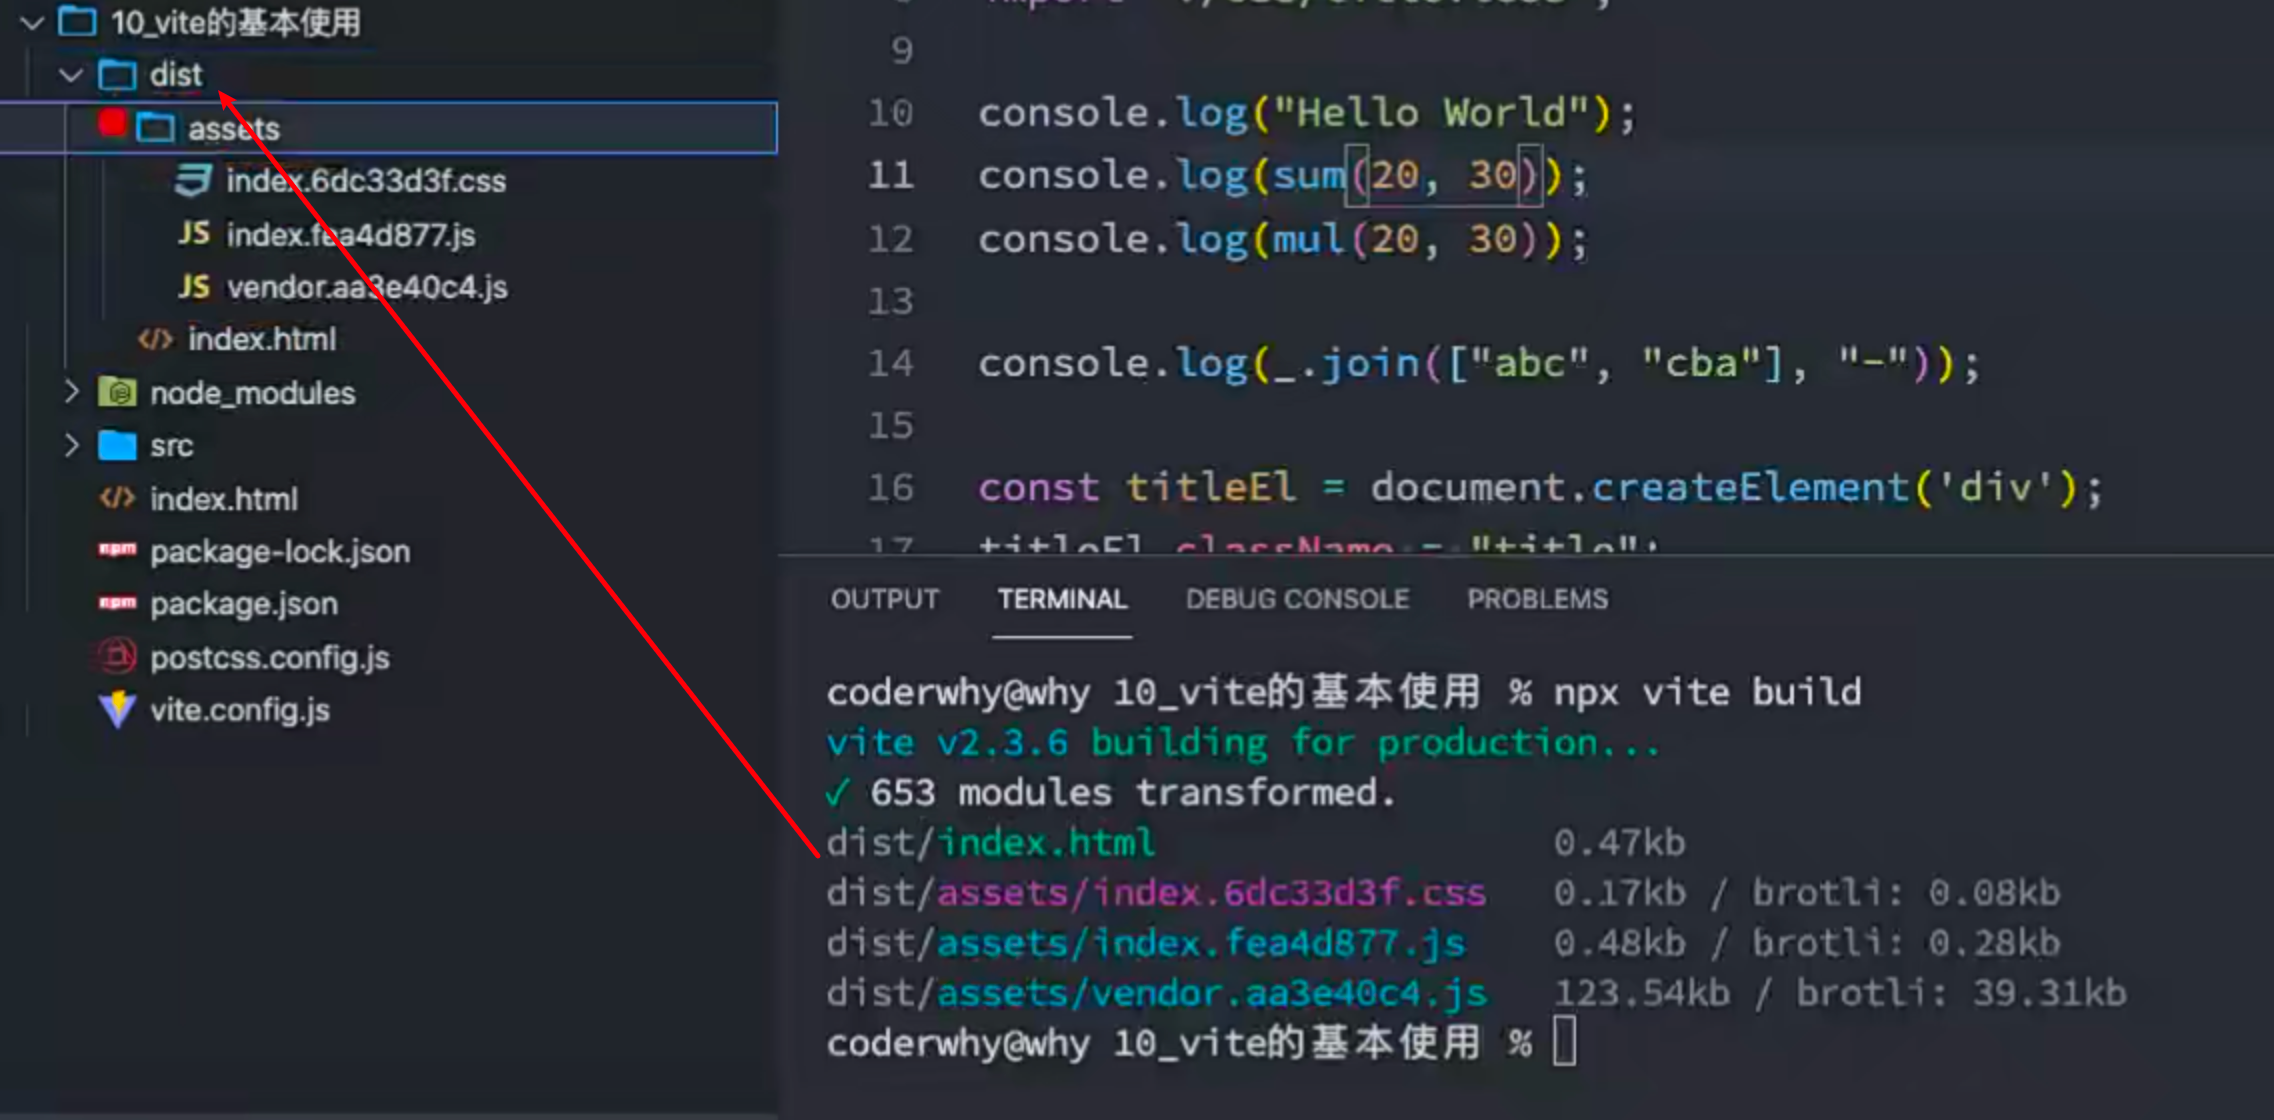 10_vite的基本使用
dist
assets
index.6dc33d3f.css
JS index.fea4d877.js
JS vendor.aa3e40c4.js
</> index.html
node_modules
src
</> index.html
npm package-lock.json
npm package.json
postcss.config.js
vite.config.js
9
10 console.log("Hello World");
11 console.log(sum(20, 30));
12 console.log(mul(20, 30));
13
14 console.log(_.join(["abc", "cba"], "-"));
15
16 const titleEl = document.createElement('div');
17 titleEl.className = "title";
OUTPUT TERMINAL DEBUG CONSOLE PROBLEMS
coderwhy@why 10_vite的基本使用 % npx vite build
vite v2.3.6 building for production...
✓ 653 modules transformed.
dist/index.html 0.47kb
dist/assets/index.6dc33d3f.css 0.17kb / brotli: 0.08kb
dist/assets/index.fea4d877.js 0.48kb / brotli: 0.28kb
dist/assets/vendor.aa3e40c4.js 123.54kb / brotli: 39.31kb
coderwhy@why 10_vite的基本使用 %